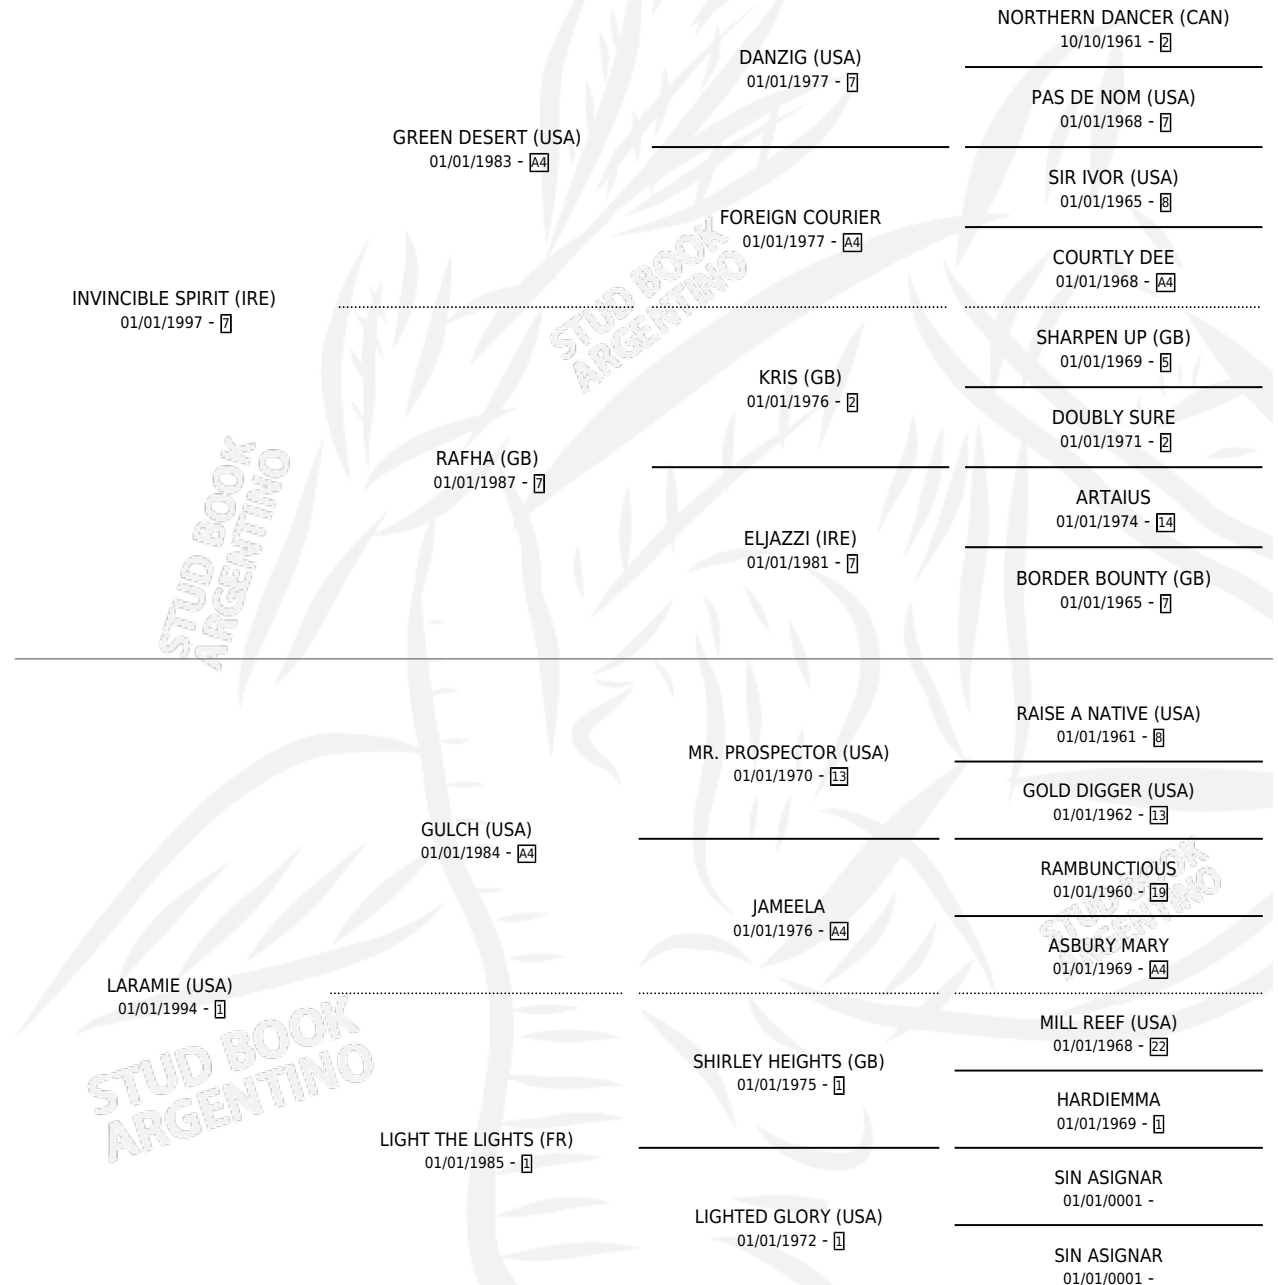 NORTHERN DANCER (CAN)
10/10/1961 - 2
DANZIG (USA)
01/01/1977 - 7
PAS DE NOM (USA)
01/01/1968 - 7
GREEN DESERT (USA)
01/01/1983 - A4
SIR IVOR (USA)
01/01/1965 - 8
FOREIGN COURIER
01/01/1977 - A4
COURTLY DEE
01/01/1968 - A4
INVINCIBLE SPIRIT (IRE)
01/01/1997 - 7
STUD BOOK
ARGENTINO
SHARPEN UP (GB)
01/01/1969 - 5
KRIS (GB)
01/01/1976 - 2
DOUBLY SURE
01/01/1971 - 2
RAFHA (GB)
01/01/1987 - 7
ARTAIUS
01/01/1974 - 14
ELJAZZI (IRE)
01/01/1981 - 7
BORDER BOUNTY (GB)
01/01/1965 - 7
STUD BOOK
ARGENTINO
RAISE A NATIVE (USA)
01/01/1961 - 8
MR. PROSPECTOR (USA)
01/01/1970 - 13
GOLD DIGGER (USA)
01/01/1962 - 13
GULCH (USA)
01/01/1984 - A4
RAMBUNCTIOUS
01/01/1960 - 19
STUD BOOK
ARGENTINO
JAMEELA
01/01/1976 - A4
ASBURY MARY
01/01/1969 - A4
LARAMIE (USA)
01/01/1994 - 1
STUD BOOK
ARGENTINO
MILL REEF (USA)
01/01/1968 - 22
SHIRLEY HEIGHTS (GB)
01/01/1975 - 1
HARDIEMMA
01/01/1969 - 1
LIGHT THE LIGHTS (FR)
01/01/1985 - 1
SIN ASIGNAR
01/01/0001 -
LIGHTED GLORY (USA)
01/01/1972 - 1
SIN ASIGNAR
01/01/0001 -